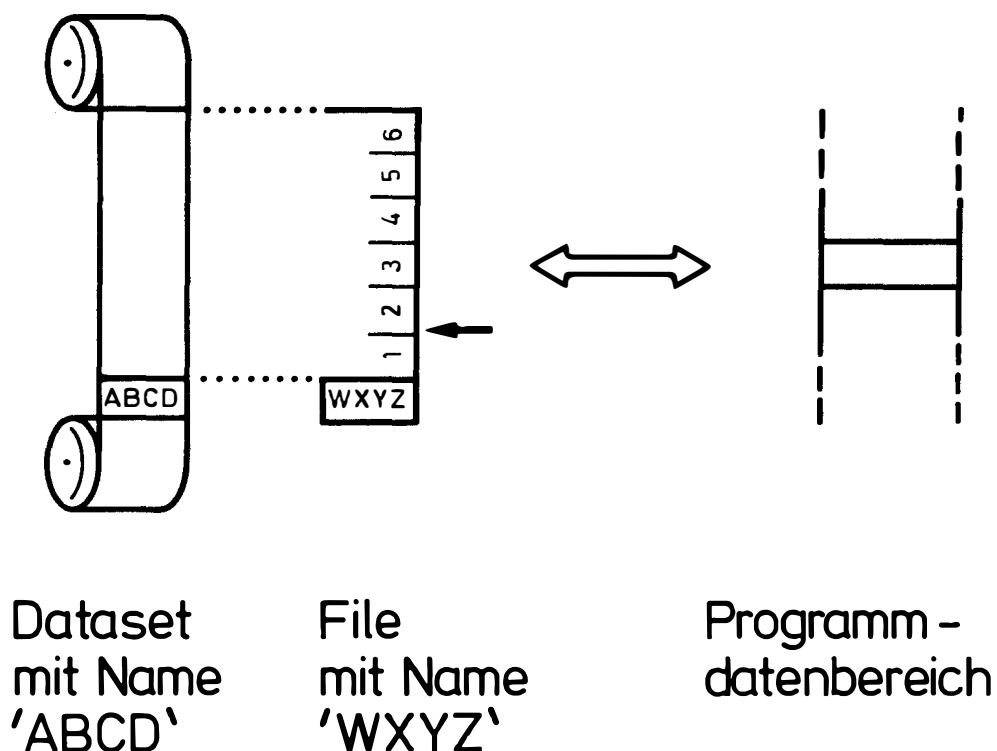 6
5
4
3
2
1
ABCD
WXYZ
Dataset
mit Name
'ABCD'
File
mit Name
'WXYZ'
Programm-
datenbereich